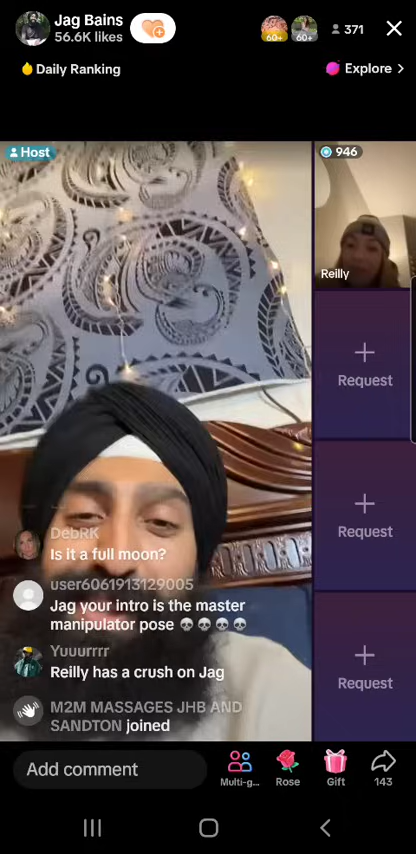 Jag Bains
56.6K likes
60+
60+
371
Daily Ranking
Explore >
Host
946
Reilly
Request
Request
Request
DebRK
Is it a full moon?
user6061913129005
Jag your intro is the master
manipulator pose 💀💀💀💀
Yuuurrrr
Reilly has a crush on Jag
M2M MASSAGES JHB AND
SANDTON joined
Add comment
Multi-g...
Rose
Gift
143